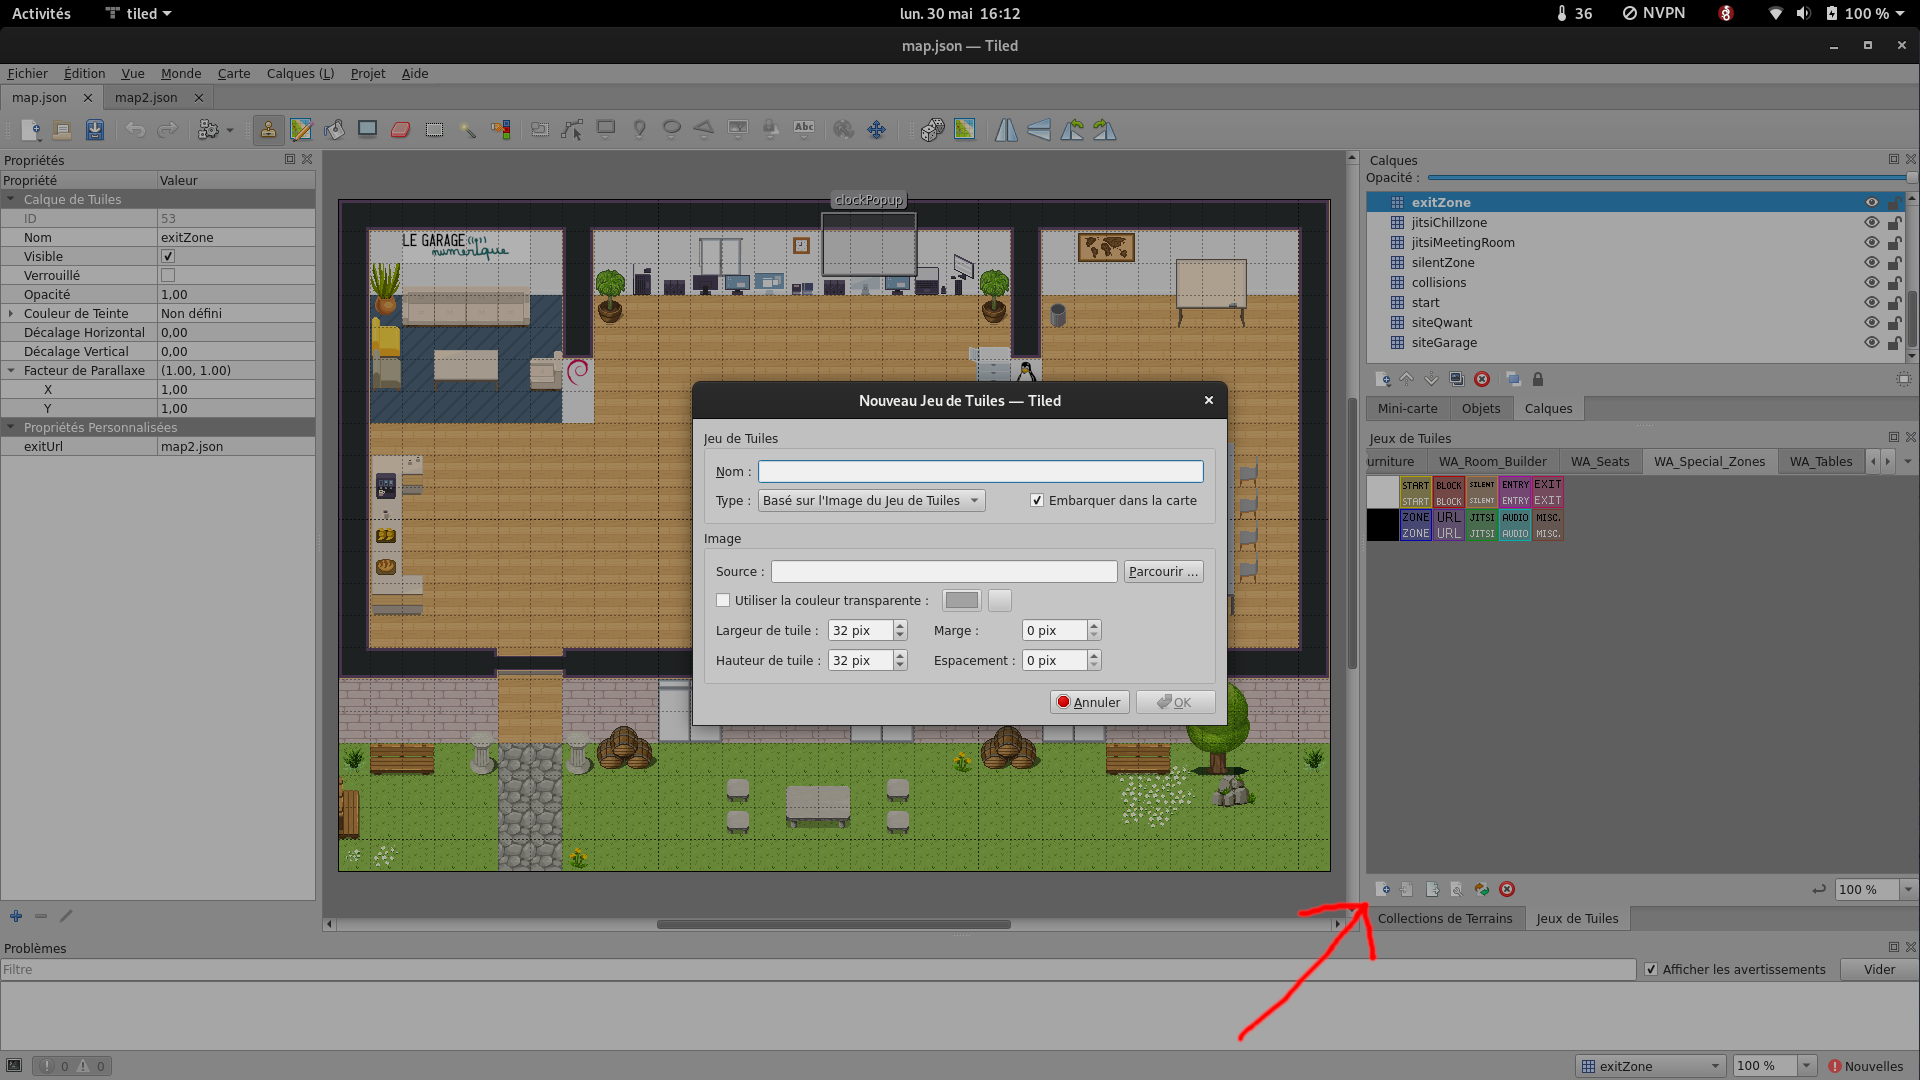 Activités tiled lun. 30 mai 16:12 36 NVPN 100 %
map.json — Tiled
Fichier Édition Vue Monde Carte Calques (L) Projet Aide
map.json map2.json
Abc
Propriétés
Propriété Valeur
Calque de Tuiles
ID 53
Nom exitZone
Visible
Verrouillé
Opacité 1,00
Couleur de Teinte Non défini
Décalage Horizontal 0,00
Décalage Vertical 0,00
Facteur de Parallaxe (1.00, 1.00)
X 1,00
Y 1,00
Propriétés Personnalisées
exitUrl map2.json
clockPopup
LE GARAGE
numérique
Nouveau Jeu de Tuiles — Tiled
Jeu de Tuiles
Nom :
Type : Basé sur l'Image du Jeu de Tuiles Embarquer dans la carte
Image
Source : Parcourir ...
Utiliser la couleur transparente :
Largeur de tuile : 32 pix Marge : 0 pix
Hauteur de tuile : 32 pix Espacement : 0 pix
Annuler OK
Calques
Opacité :
exitZone
jitsiChillzone
jitsiMeetingRoom
silentZone
collisions
start
siteQwant
siteGarage
Mini-carte Objets Calques
Jeux de Tuiles
urniture WA_Room_Builder WA_Seats WA_Special_Zones WA_Tables
START BLOCK SILENT ENTRY EXIT
START BLOCK SILENT ENTRY EXIT
ZONE URL JITSI AUDIO MISC.
ZONE URL JITSI AUDIO MISC.
100 %
Collections de Terrains Jeux de Tuiles
Problèmes
Filtre Afficher les avertissements Vider
0 0 exitZone 100 % Nouvelles